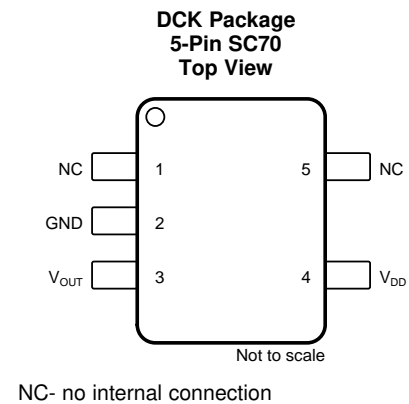 DCK Package
5-Pin SC70
Top View
NC 1 5 NC
GND 2
VOUT 3 4 VDD
Not to scale
NC- no internal connection